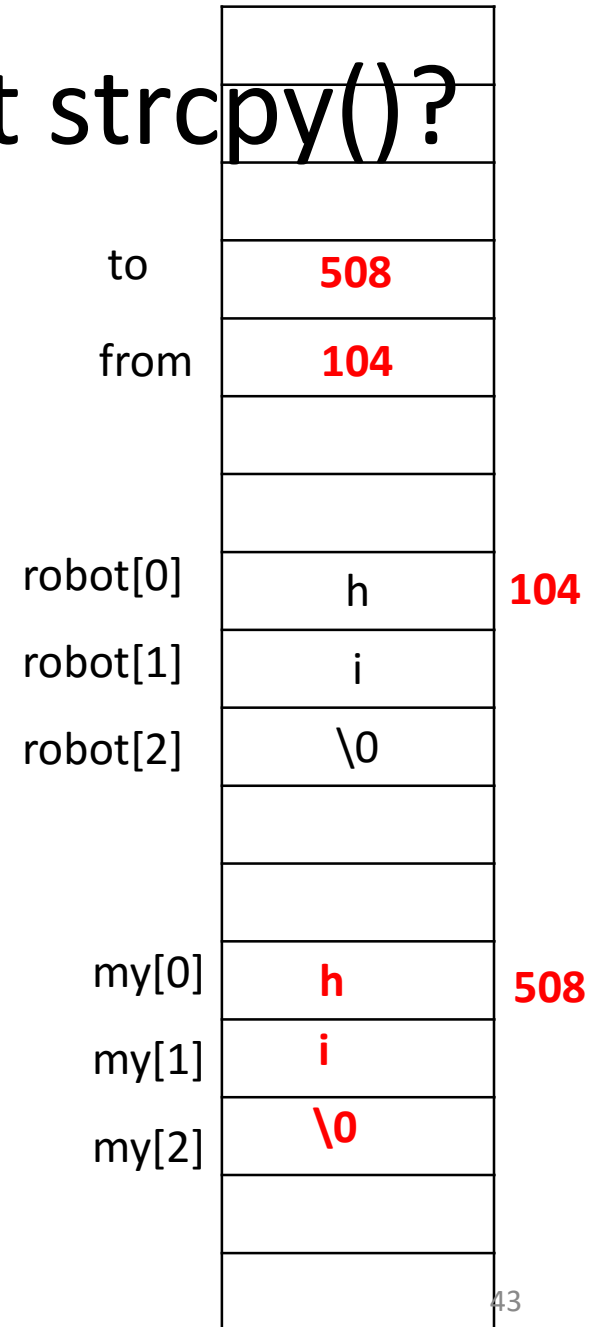 t strcpy()?
to 508
from 104
robot[0] h 104
robot[1] i
robot[2] \0
my[0] h 508
my[1] i
my[2] \0
43